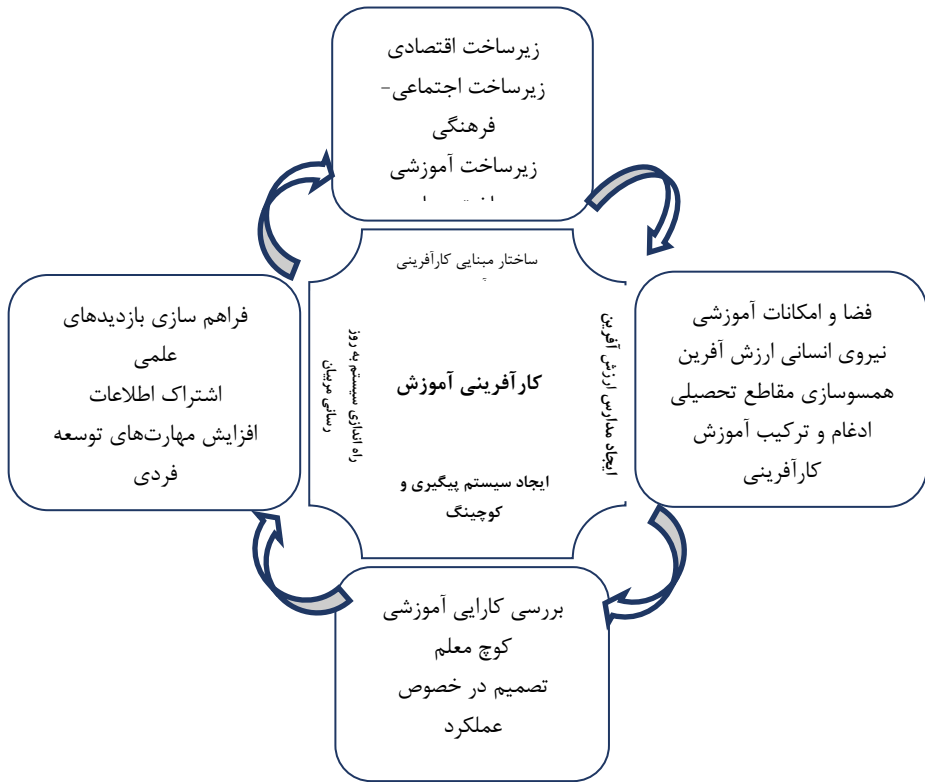 زیرساخت اقتصادی
زیرساخت اجتماعی-
فرهنگی
زیرساخت آموزشی
ساختار مبنایی کارآفرینی
فضا و امکانات آموزشی
نیروی انسانی ارزش آفرین
همسوسازی مقاطع تحصیلی
ادغام و ترکیب آموزش
کارآفرینی
ایجاد مدارس ارزش آفرین
کارآفرینی آموزش
راه اندازی سیستم به روز
رسانی مربیان
فراهم سازی بازدیدهای
علمی
اشتراک اطلاعات
افزایش مهارت‌های توسعه
فردی
ایجاد سیستم پیگیری و
کوچینگ
بررسی کارایی آموزشی
کوچ معلم
تصمیم در خصوص
عملکرد